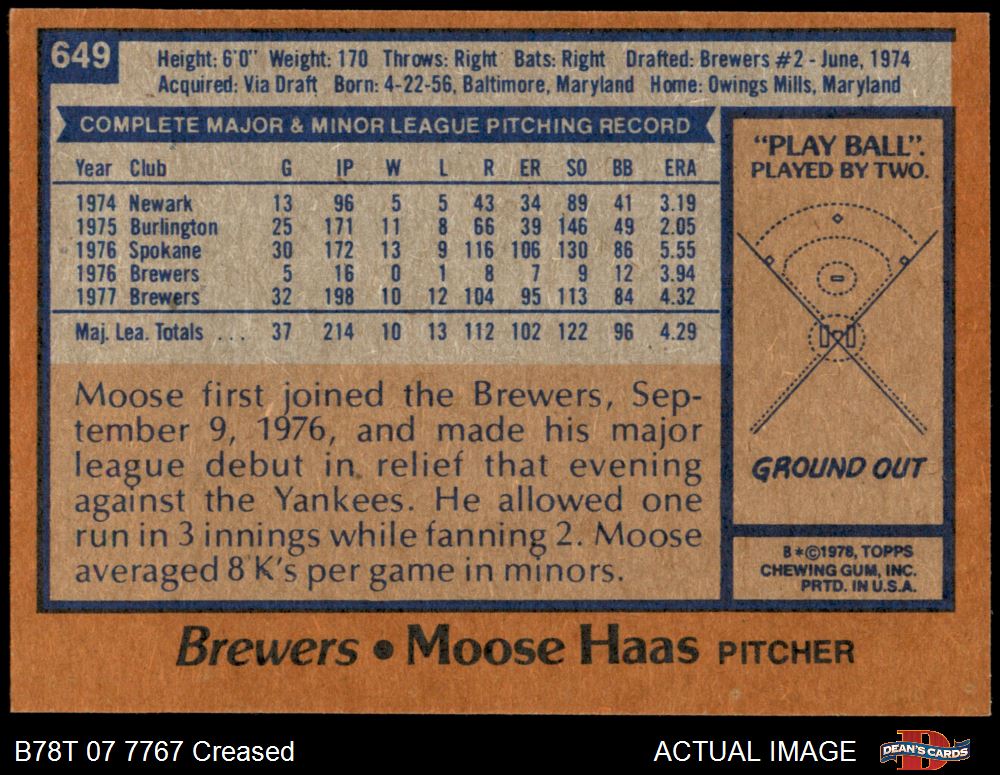 649
Height: 6'0" Weight: 170 Throws: Right Bats: Right Drafted: Brewers #2 - June, 1974
Acquired: Via Draft Born: 4-22-56, Baltimore, Maryland Home: Owings Mills, Maryland
COMPLETE MAJOR & MINOR LEAGUE PITCHING RECORD
Year Club G IP W L R ER SO BB ERA
1974 Newark 13 96 5 5 43 34 89 41 3.19
1975 Burlington 25 171 11 8 66 39 146 49 2.05
1976 Spokane 30 172 13 9 116 106 130 86 5.55
1976 Brewers 5 16 0 1 8 7 9 12 3.94
1977 Brewers 32 198 10 12 104 95 113 84 4.32
Maj. Lea. Totals ... 37 214 10 13 112 102 122 96 4.29
Moose first joined the Brewers, Sep-
tember 9, 1976, and made his major
league debut in relief that evening
against the Yankees. He allowed one
run in 3 innings while fanning 2. Moose
averaged 8 K's per game in minors.
"PLAY BALL".
PLAYED BY TWO.
GROUND OUT
B*©1978, TOPPS
CHEWING GUM, INC.
PRTD. IN U.S.A.
Brewers • Moose Haas PITCHER
B78T 07 7767 Creased
ACTUAL IMAGE
DEAN'S CARDS